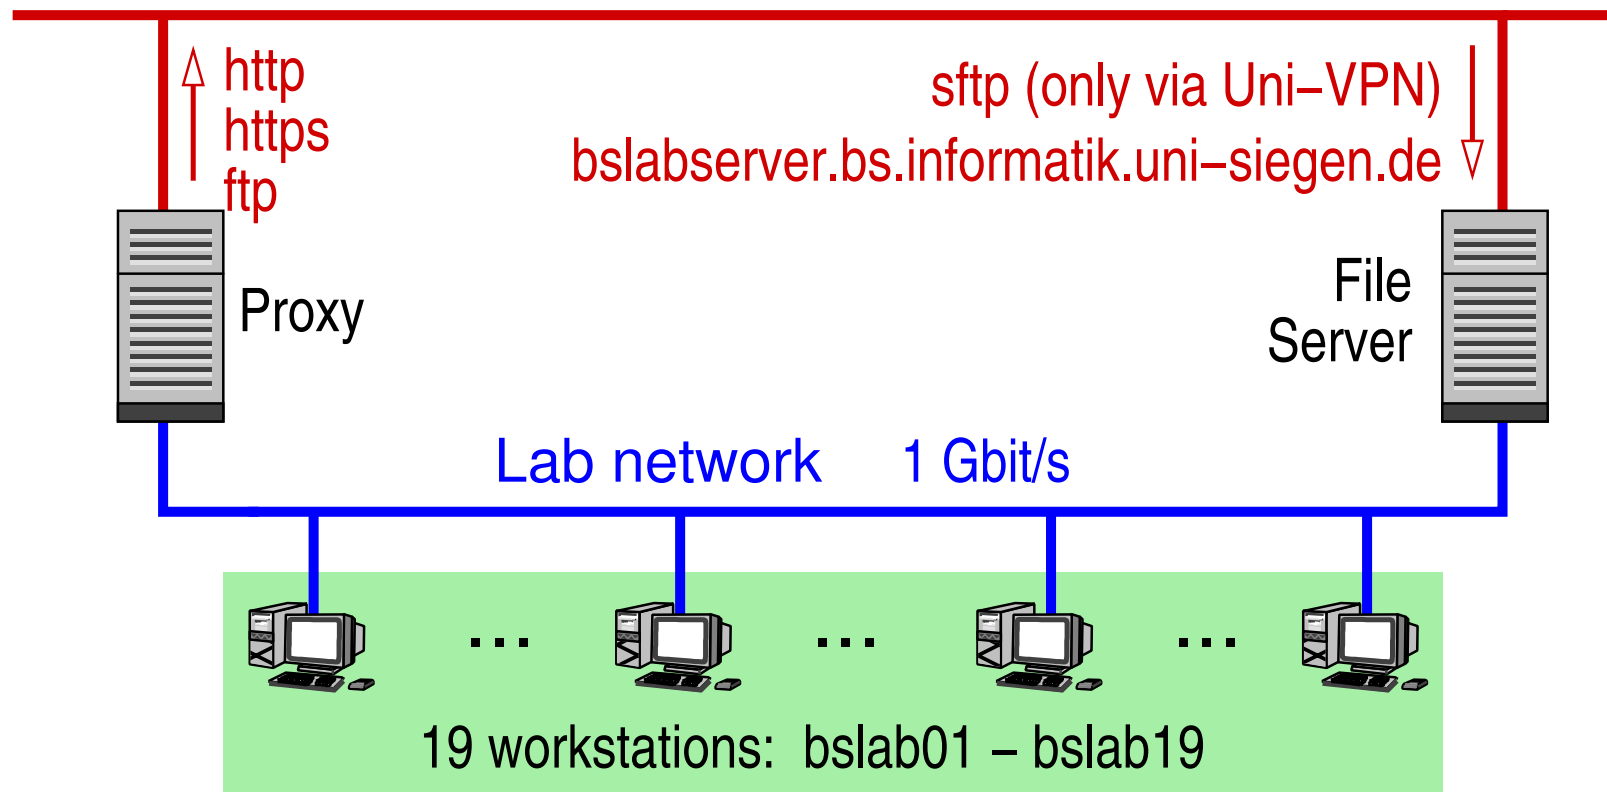 http
https
ftp
sftp (only via Uni−VPN)
bslabserver.bs.informatik.uni−siegen.de
Proxy
File
Server
Lab network 1 Gbit/s
... ... ...
19 workstations: bslab01 − bslab19